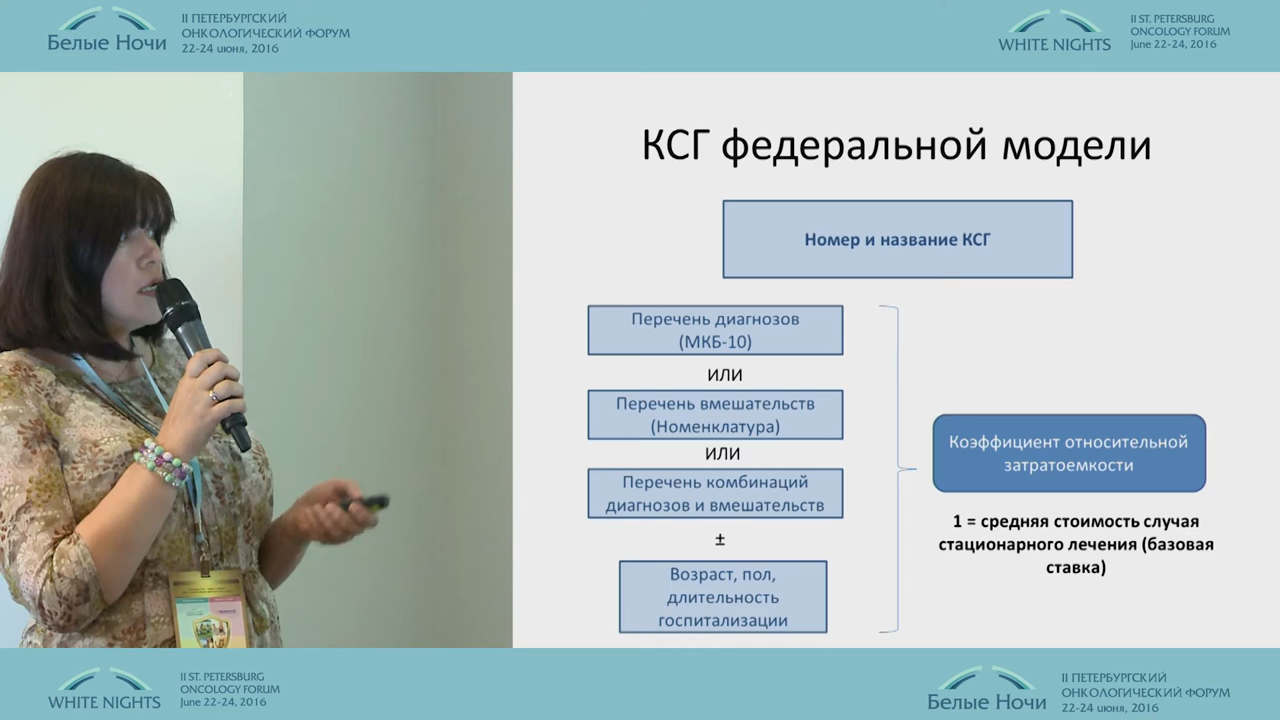 Белые Ночи
II ПЕТЕРБУРГСКИЙ
ОНКОЛОГИЧЕСКИЙ ФОРУМ
22-24 июня, 2016
WHITE NIGHTS
II ST. PETERSBURG
ONCOLOGY FORUM
June 22-24, 2016
КСГ федеральной модели
Номер и название КСГ
Перечень диагнозов
(МКБ-10)
ИЛИ
Перечень вмешательств
(Номенклатура)
ИЛИ
Перечень комбинаций
диагнозов и вмешательств
±
Возраст, пол,
длительность
госпитализации
Коэффициент относительной
затратоемкости
1 = средняя стоимость случая
стационарного лечения (базовая
ставка)
WHITE NIGHTS
II ST. PETERSBURG
ONCOLOGY FORUM
June 22-24, 2016
Белые Ночи
II ПЕТЕРБУРГСКИЙ
ОНКОЛОГИЧЕСКИЙ ФОРУМ
22-24 июня, 2016